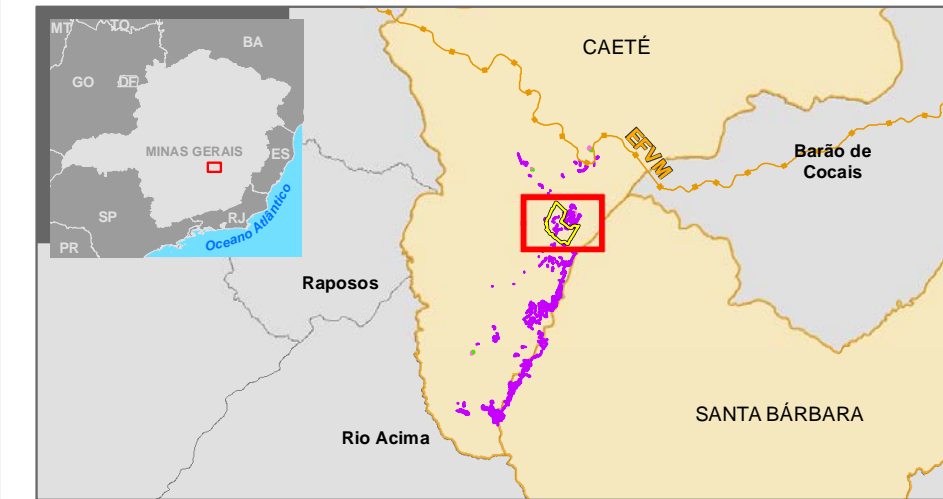 MT
TO
BA
GO
DF
MINAS GERAIS
ES
SP
RJ
PR
Oceano Atlântico
CAETÉ
EFVM
Barão de
Cocais
Raposos
Rio Acima
SANTA BÁRBARA